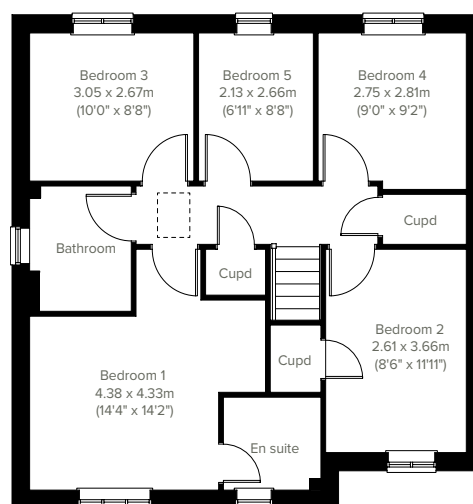 Bedroom 3
3.05 x 2.67m
(10'0" x 8'8")
Bedroom 5
2.13 x 2.66m
(6'11" x 8'8")
Bedroom 4
2.75 x 2.81m
(9'0" x 9'2")
Bathroom
Cupd
Cupd
Bedroom 2
2.61 x 3.66m
(8'6" x 11'11")
Cupd
Bedroom 1
4.38 x 4.33m
(14'4" x 14'2")
En suite